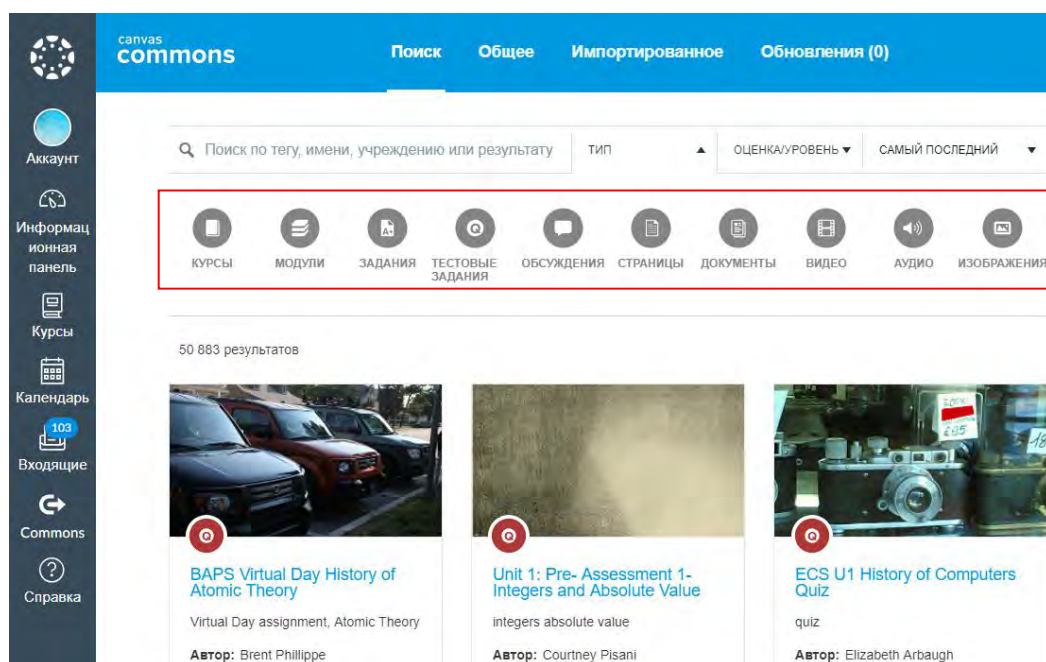 canvas
commons
Поиск
Общее
Импортированное
Обновления (0)
Аккаунт
Информац
ионная
панель
Курсы
Календарь
103
Входящие
Commons
Справка
Поиск по тегу, имени, учреждению или результату
ТИП
ОЦЕНКА/УРОВЕНЬ
САМЫЙ ПОСЛЕДНИЙ
КУРСЫ
МОДУЛИ
ЗАДАНИЯ
ТЕСТОВЫЕ
ЗАДАНИЯ
ОБСУЖДЕНИЯ
СТРАНИЦЫ
ДОКУМЕНТЫ
ВИДЕО
АУДИО
ИЗОБРАЖЕНИЯ
50 883 результатов
BAPS Virtual Day History of
Atomic Theory
Virtual Day assignment, Atomic Theory
Автор: Brent Phillippe
Unit 1: Pre- Assessment 1-
Integers and Absolute Value
integers absolute value
Автор: Courtney Pisani
ECS U1 History of Computers
Quiz
quiz
Автор: Elizabeth Arbaugh